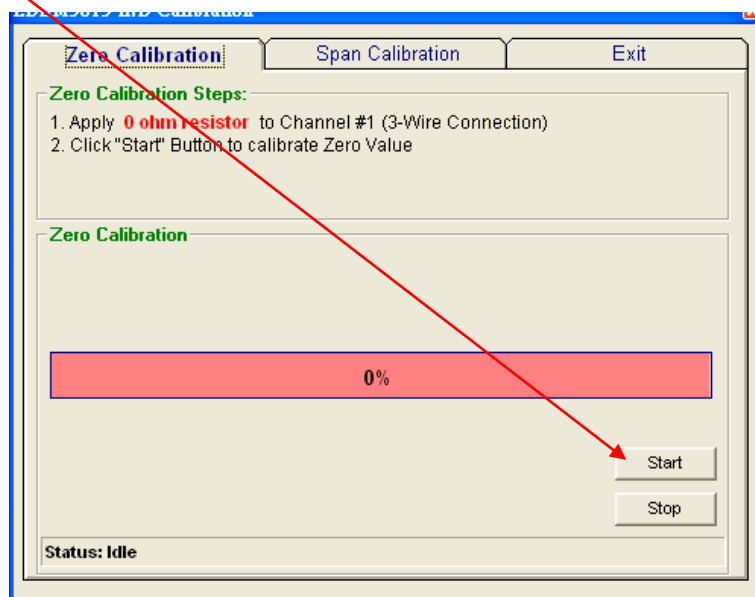 Calibration
Zero Calibration Span Calibration Exit
Zero Calibration Steps:
1. Apply 0 ohm resistor to Channel #1 (3-Wire Connection)
2. Click "Start" Button to calibrate Zero Value
Zero Calibration
0%
Start
Stop
Status: Idle